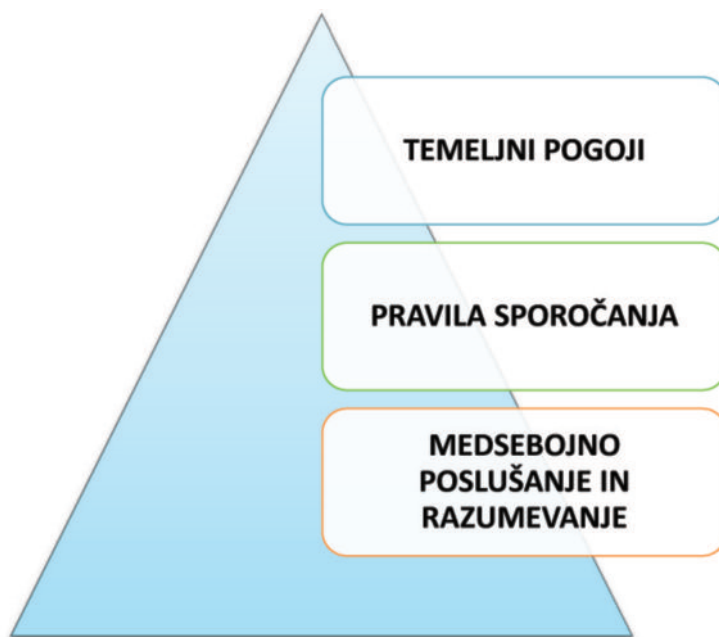 TEMELJNI POGOJI
PRAVILA SPOROČANJA
MEDSEBOJNO
POSLUŠANJE IN
RAZUMEVANJE